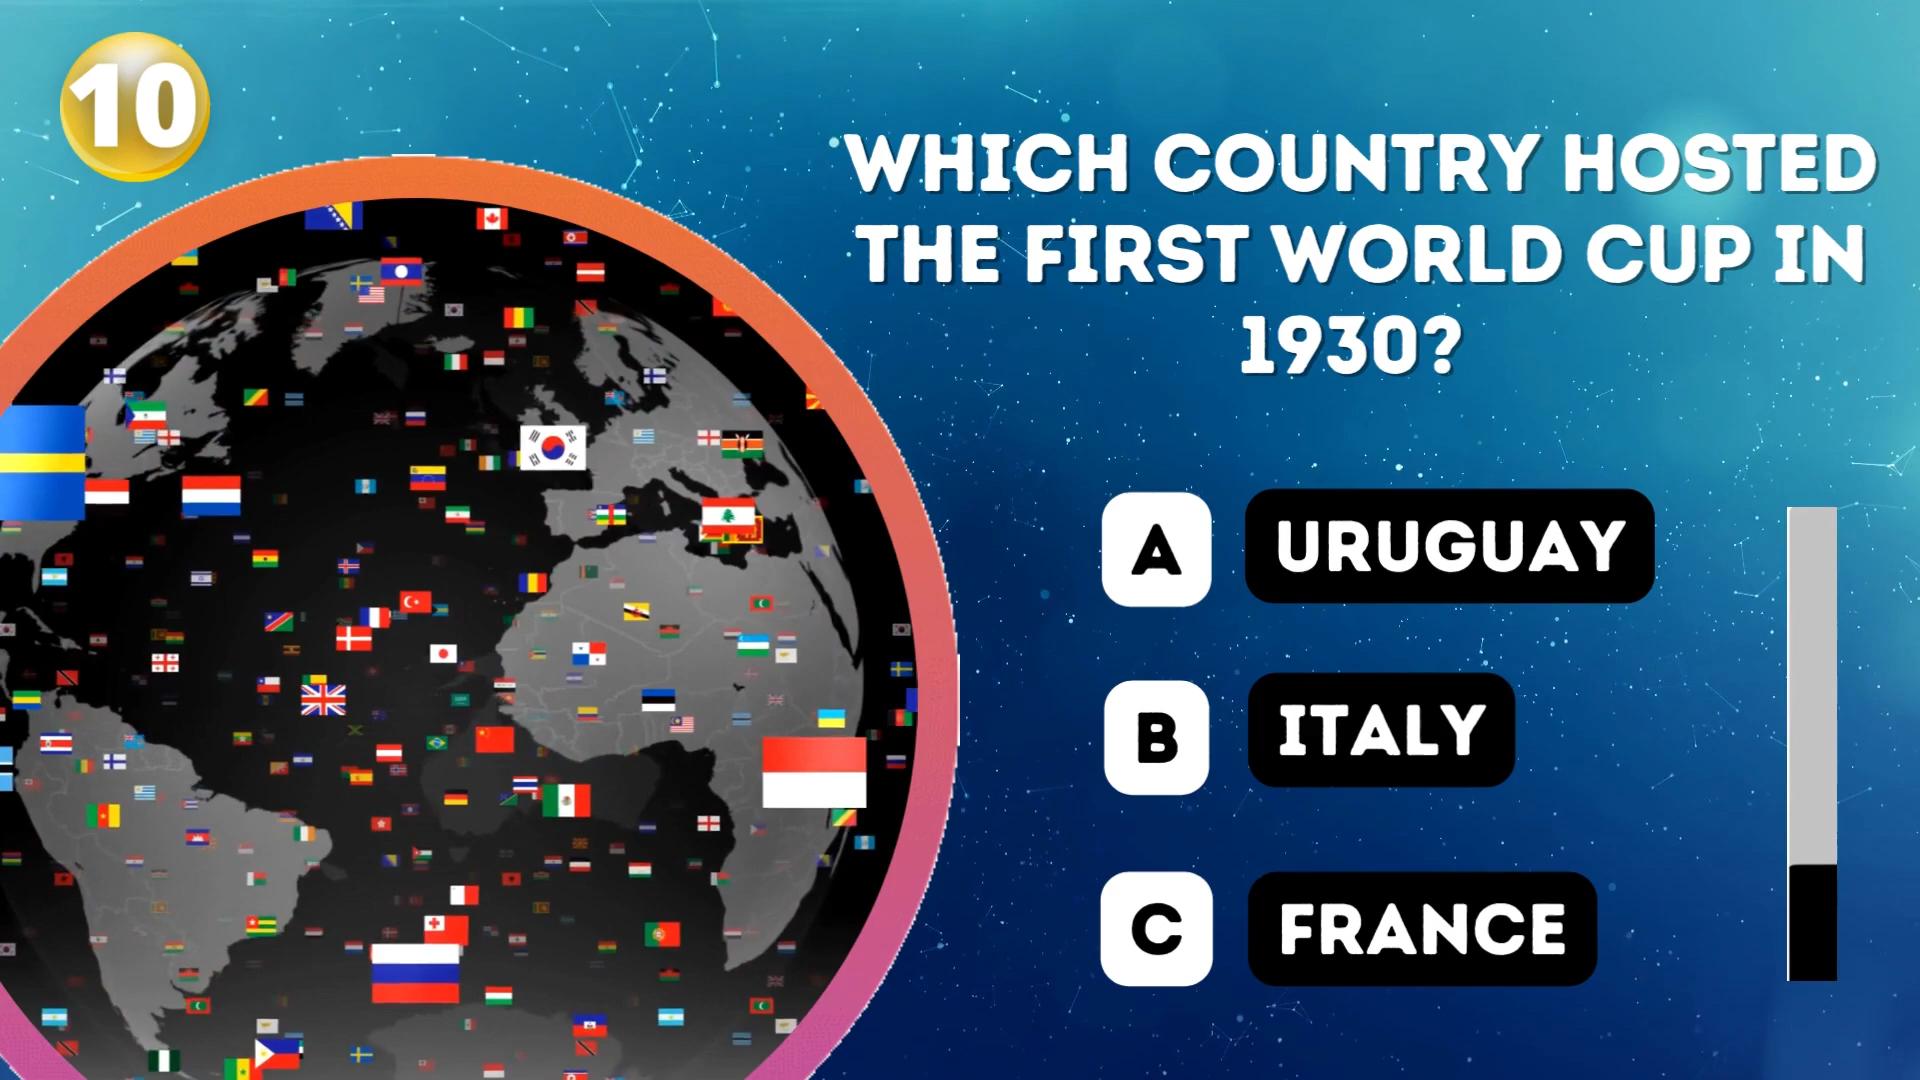 10
WHICH COUNTRY HOSTED
THE FIRST WORLD CUP IN
1930?
A URUGUAY
B ITALY
C FRANCE